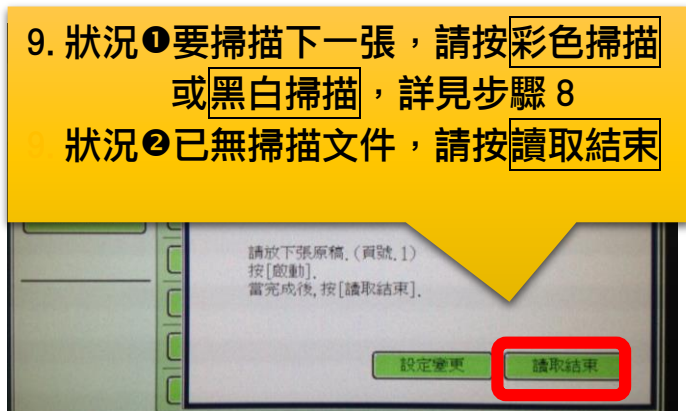 9. 狀況❶要掃描下一張，請按彩色掃描
或黑白掃描，詳見步驟 8
9. 狀況❷已無掃描文件，請按讀取結束
請放下張原稿.(頁號.1)
按[啟動].
當完成後,按[讀取結束].
設定變更 讀取結束